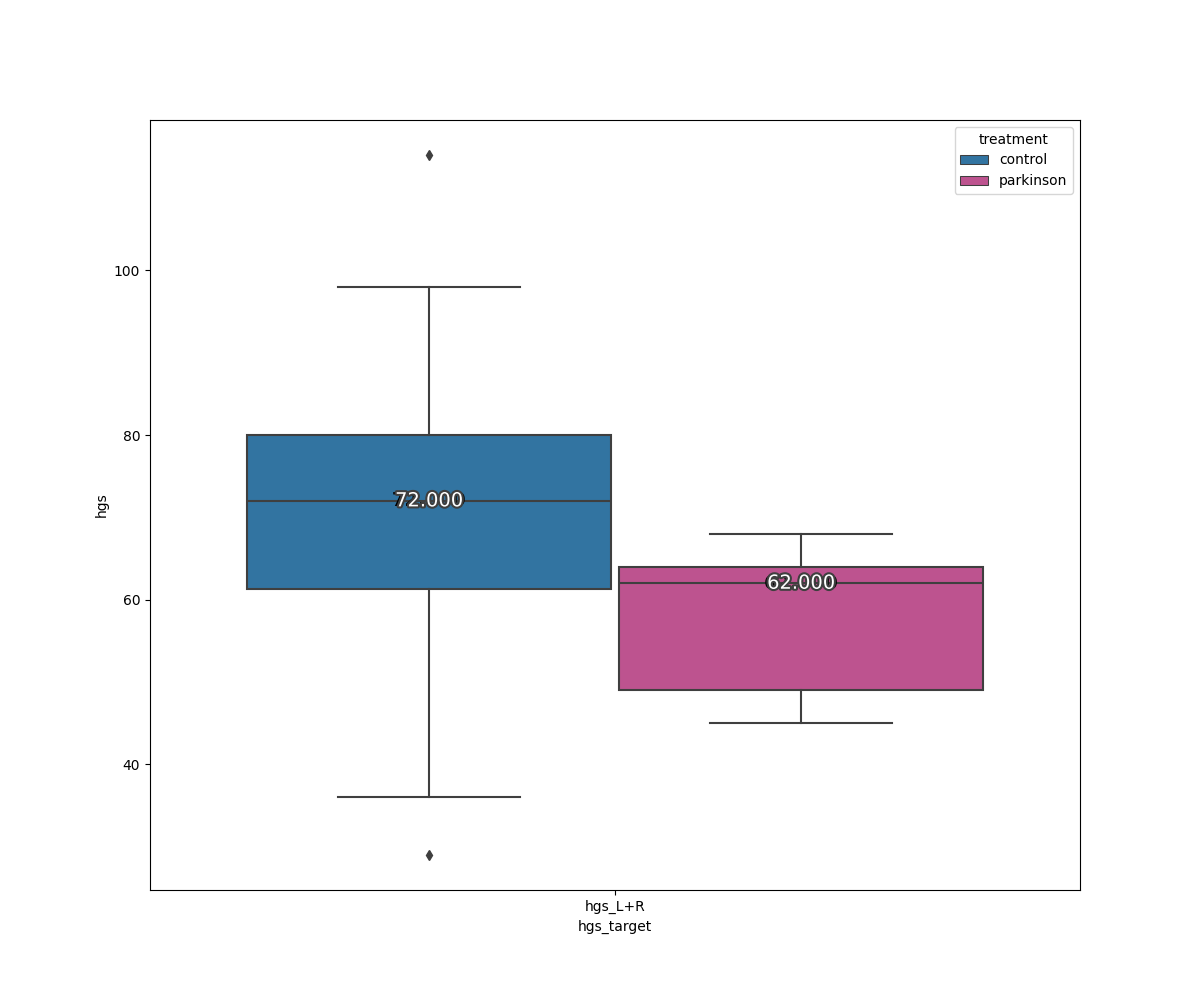 treatment
control
parkinson
100
80
60
40
hgs
72.000
62.000
hgs_L+R
hgs_target